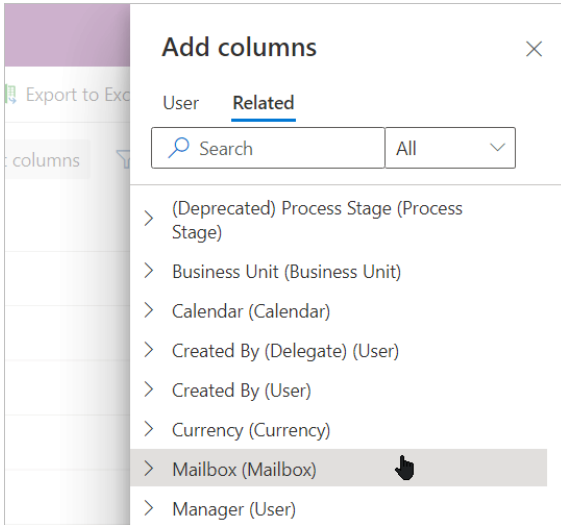 Add columns
Export to Exc
User Related
columns
Search
All
(Deprecated) Process Stage (Process
Stage)
Business Unit (Business Unit)
Calendar (Calendar)
Created By (Delegate) (User)
Created By (User)
Currency (Currency)
Mailbox (Mailbox)
Manager (User)